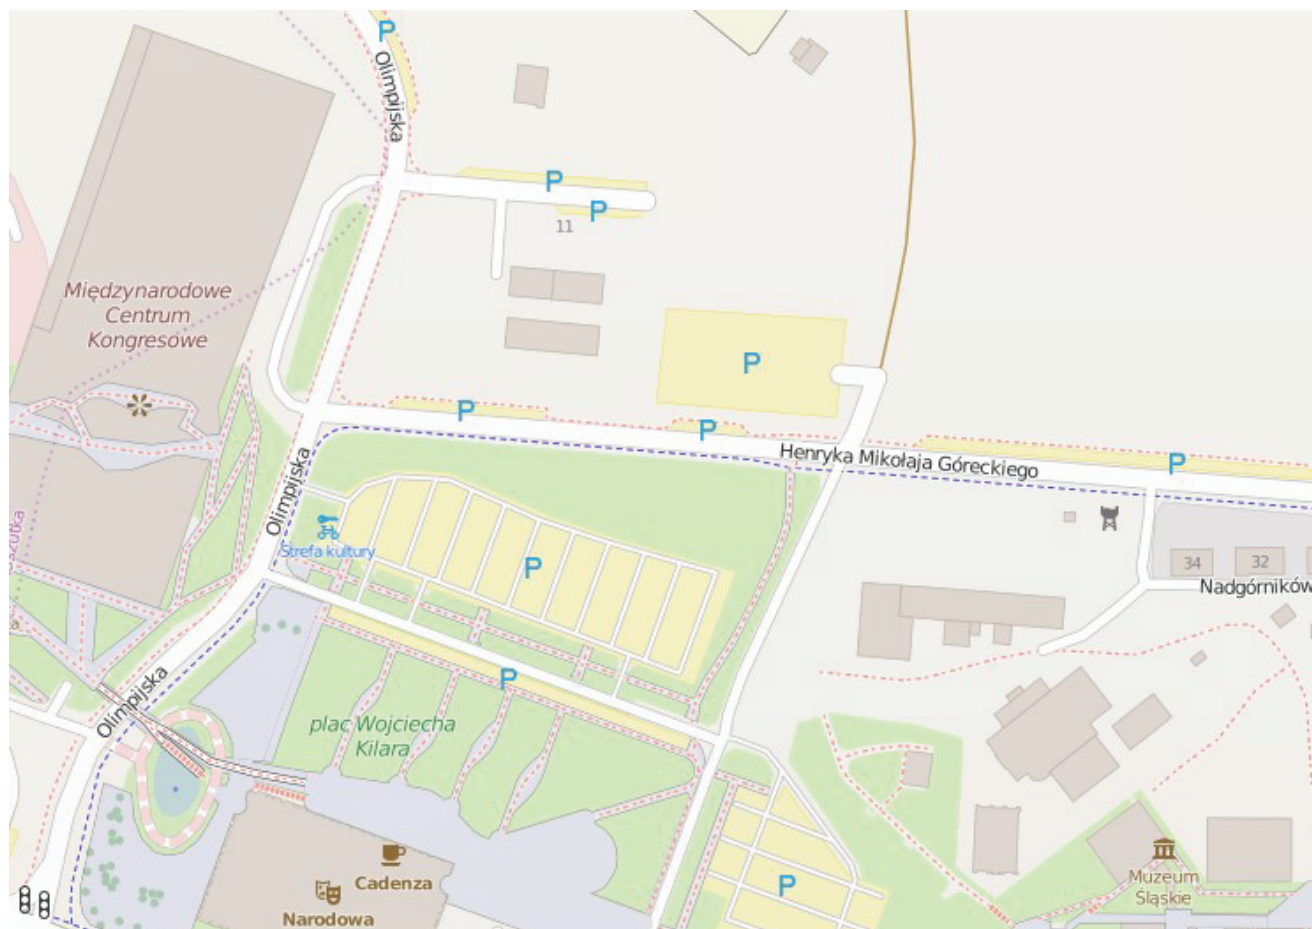 P
Olimpijska
P
P
11
Międzynarodowe
Centrum
Kongresowe
P
P
P
Henryka Mikołaja Góreckiego
P
Olimpijska
Strefa kultury
P
34
32
Nadgórników
P
Olimpijska
plac Wojciecha
Kilara
Cadenza
P
Muzeum
Śląskie
Narodowa